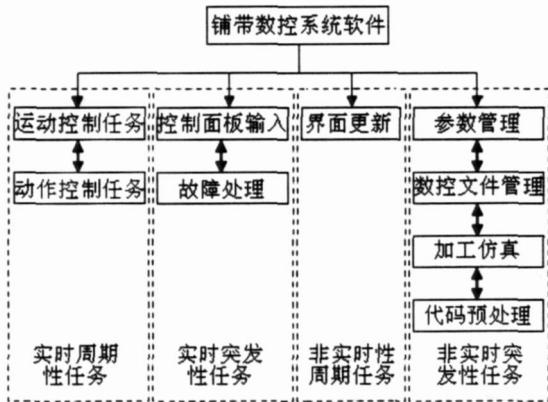 铺带数控系统软件
运动控制任务
控制面板输入
界面更新
参数管理
动作控制任务
故障处理
数控文件管理
加工仿真
代码预处理
实时周期
性任务
实时突发
性任务
非实时性
周期任务
非实时突
发性任务